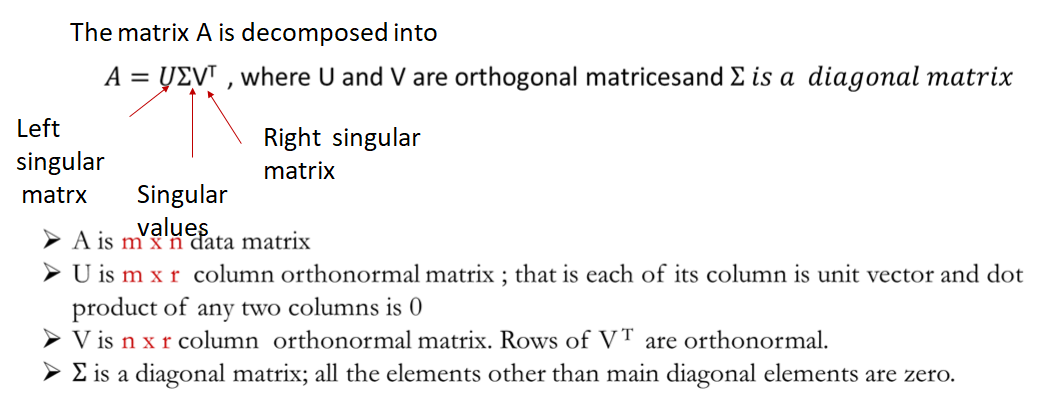 The matrix A is decomposed into
A = UΣVᵀ , where U and V are orthogonal matricesand Σ is a diagonal matrix
Left
singular
matrx
Right singular
matrix
Singular
values
➢ A is m x n data matrix
➢ U is m x r column orthonormal matrix ; that is each of its column is unit vector and dot
product of any two columns is 0
➢ V is n x r column orthonormal matrix. Rows of V ᵀ are orthonormal.
➢ Σ is a diagonal matrix; all the elements other than main diagonal elements are zero.